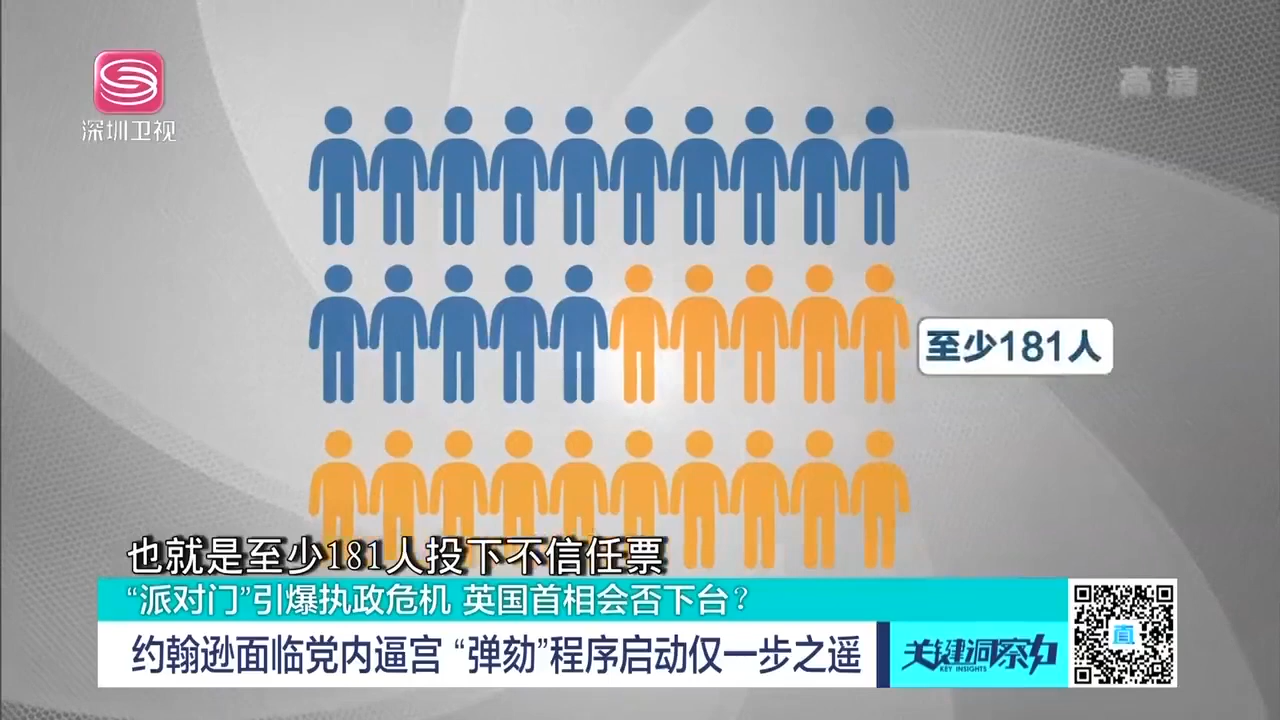 深圳卫视
高清
至少181人
也就是至少181人投下不信任票
“派对门”引爆执政危机 英国首相会否下台？
约翰逊面临党内逼宫 “弹劾”程序启动仅一步之遥
关键洞察力
KEY INSIGHTS
直